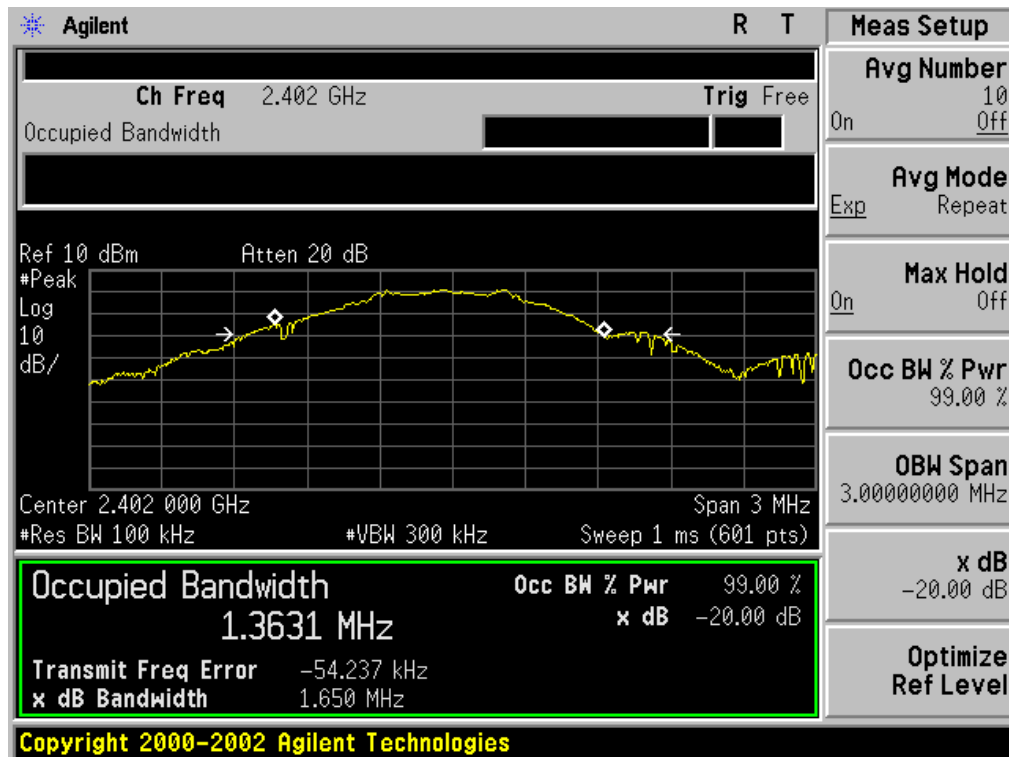 Agilent R T Meas Setup
Ch Freq 2.402 GHz Trig Free
Occupied Bandwidth
Avg Number
10
On Off
Avg Mode
Exp Repeat
Max Hold
On Off
Occ BW % Pwr
99.00 %
OBW Span
3.00000000 MHz
x dB
-20.00 dB
Optimize
Ref Level
Ref 10 dBm Atten 20 dB
#Peak
Log
10
dB/
Center 2.402 000 GHz Span 3 MHz
#Res BW 100 kHz #VBW 300 kHz Sweep 1 ms (601 pts)
Occupied Bandwidth Occ BW % Pwr 99.00 %
1.3631 MHz x dB -20.00 dB
Transmit Freq Error -54.237 kHz
x dB Bandwidth 1.650 MHz
Copyright 2000-2002 Agilent Technologies